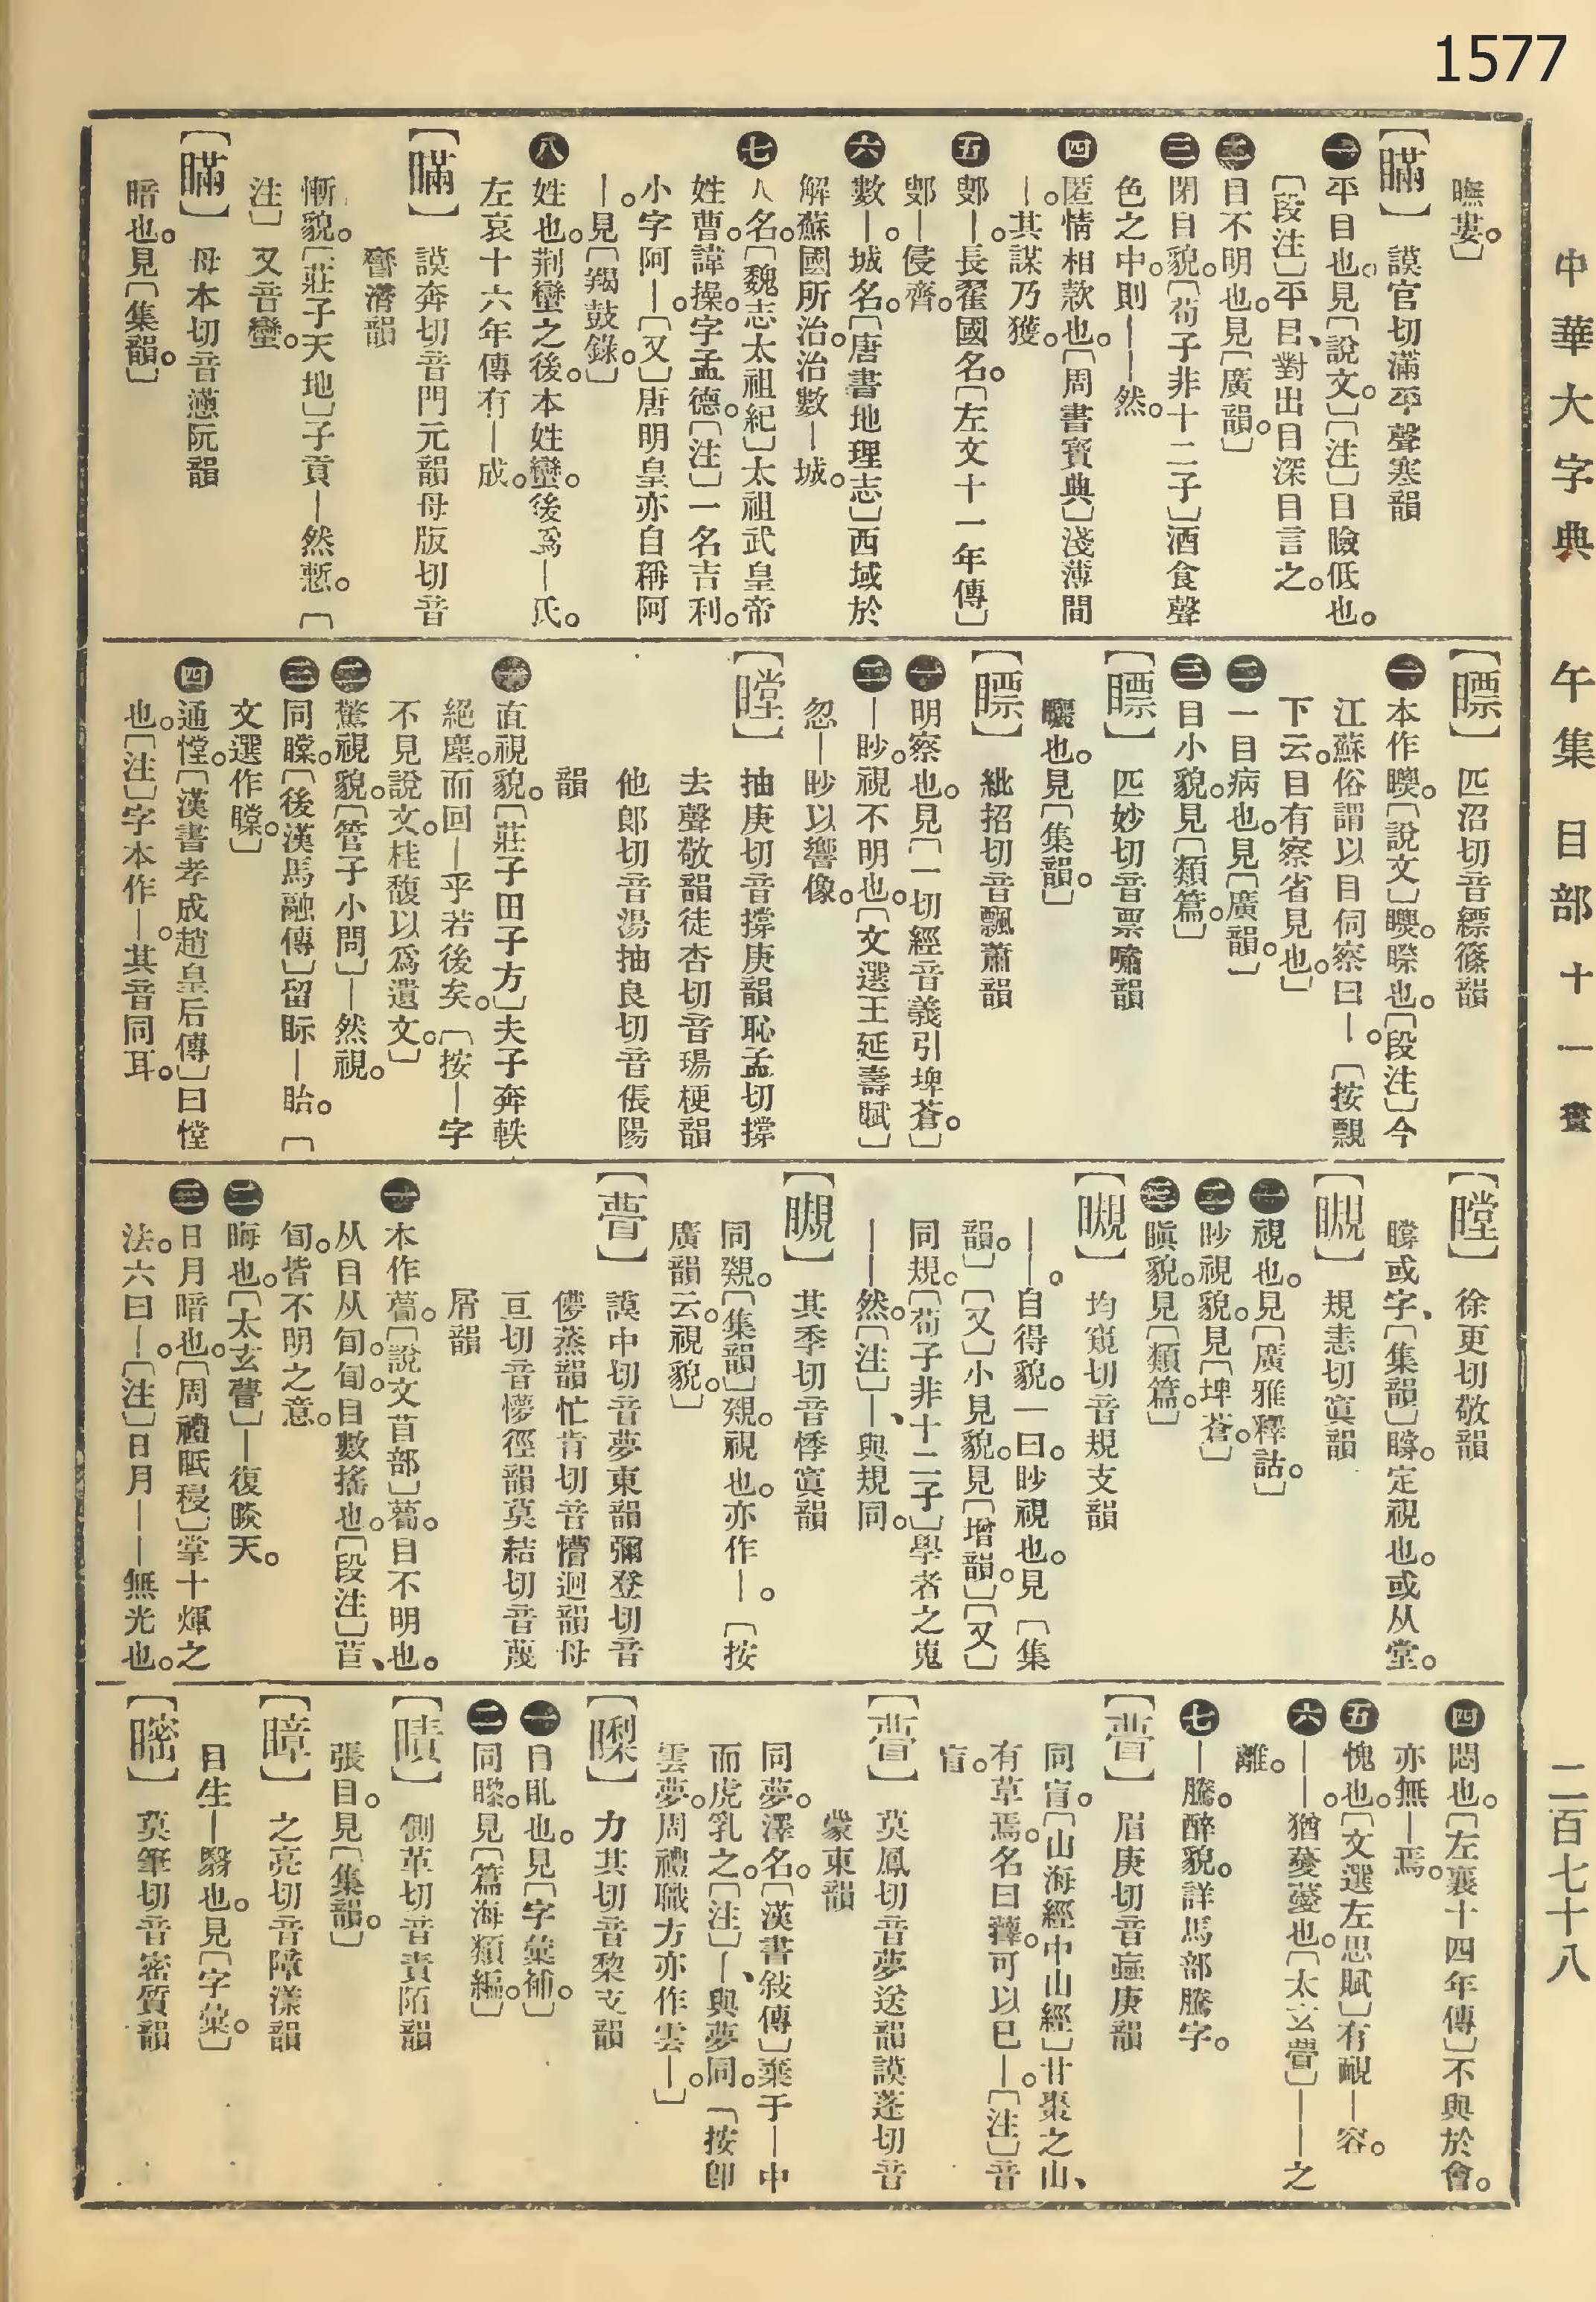 1577
中華大字典 午集 目部 十一畫 二百七十八
瞴婁。〕
【瞞】 謨官切滿平聲寒韻
㊀平目也。見〔說文。〕〔注〕目瞼低也。
〔段注〕平目、對出目深目言之。
㊁目不明也。見〔廣韻。〕
㊂閉目貌。〔荀子非十二子〕酒食聲
色之中。則｜｜然。
㊃匿情相欺也。〔周書寶典〕淺薄間
｜。其謀乃獲。
㊄鄋｜。長翟國名。〔左文十一年傳〕
鄋｜侵齊。
㊅數｜。城名。〔唐書地理志〕西域於
解蘇國所治。治數｜城。
㊆人名。〔魏志太祖紀〕太祖武皇帝
姓曹。諱操。字孟德。〔注〕一名吉利。
小字阿｜。〔又〕唐明皇亦自稱阿
｜。見〔羯鼓錄。〕
㊇姓也。荆蠻之後。本姓蠻。後爲｜氏。
左哀十六年傳有｜成。
【瞞】 謨奔切音門元韻母版切音
矕潸韻
慚貌。〔莊子天地〕子貢｜然慙。〔
注〕又音蠻。
【瞞】 母本切音懣阮韻
暗也。見〔集韻。〕
【瞟】 匹沼切音縹篠韻
㊀本作瞟。〔說文〕瞟。瞭也。〔段注〕今
江蘇俗謂以目伺察曰｜。〔按覹
下云。目有察省見也。〕
㊁一目病也。見〔廣韻。〕
㊂目小貌。見〔類篇。〕
【瞟】 匹妙切音票嘯韻
矖也。見〔集韻。〕
【瞟】 紕招切音飄蕭韻
㊀明察也。見〔一切經音義引埤蒼。〕
㊁｜眇。視不明也。〔文選王延壽賦〕
忽｜眇以響像。
【瞠】 抽庚切音撐庚韻恥孟切撐
去聲敬韻徒杏切音瑒梗韻
他郎切音湯抽良切音倀陽
韻
㊀直視貌。〔莊子田子方〕夫子奔軼
絕塵。而回｜乎若後矣。〔按｜字
不見說文。桂馥以爲遺文。〕
㊁驚視貌。〔管子小問〕｜然視。
㊂同矘。〔後漢馬融傳〕留眎｜眙。〔
文選作矘。〕
㊃通憆。〔漢書孝成趙皇后傳〕曰憆
也。〔注〕字本作｜。其音同耳。
【瞠】 徐更切敬韻
瞪或字、〔集韻〕瞪。定視也。或从堂。
【瞡】 規恚切寘韻
㊀視也。見〔廣雅釋詁。〕
㊁眇視貌。見〔埤蒼。〕
㊂瞋貌。見〔類篇。〕
【瞡】 均窺切音規支韻
｜｜。自得貌。一曰。眇視也。見〔集
韻。〕〔又〕小見貌。見〔增韻。〕〔又〕
同規。〔荀子非十二子〕學者之嵬
｜｜然。〔注〕｜、與規同。
【瞡】 其季切音悸寘韻
同覣。〔集韻〕覣。視也。亦作｜。〔按
廣韻云。視貌。〕
【瞢】 謨中切音夢東韻彌登切音
儚蒸韻忙肯切音懵迥韻母
亘切音懜徑韻莫結切音蔑
屑韻
㊀本作瞢。〔說文苜部〕瞢。目不明也。
从目从旬。旬。目數搖也。〔段注〕苜、
旬。皆不明之意。
㊁晦也。〔太玄瞢〕｜復睒天。
㊂日月暗也。〔周禮眂祲〕掌十煇之
法。六曰｜。〔注〕日月｜｜無光也。
㊃悶也。〔左襄十四年傳〕不與於會。
亦無｜焉。
㊄愧也。〔文選左思賦〕有靦｜容。
㊅｜｜。猶夢夢也。〔太玄瞢〕｜｜之
離。
㊆｜騰。醉貌。詳馬部騰字。
【瞢】 眉庚切音蝱庚韻
同盲。〔山海經中山經〕甘棗之山、
有草焉。名曰籜。可以已｜。〔注〕音
盲。
【瞢】 莫鳳切音夢送韻謨蓬切音
蒙東韻
同夢。澤名。〔漢書敍傳〕棄于｜中
而虎乳之。〔注〕｜、與夢同。〔按卽
雲夢。周禮職方亦作雲｜。〕
【瞓】 力其切音犂支韻
㊀目乩也。見〔字彙補。〕
㊁同瞭。見〔篇海類編。〕
【瞔】 側革切音責陌韻
張目。見〔集韻。〕
【瞕】 之亮切音障漾韻
目生｜翳也。見〔字彙。〕
【䁇】 莫筆切音密質韻